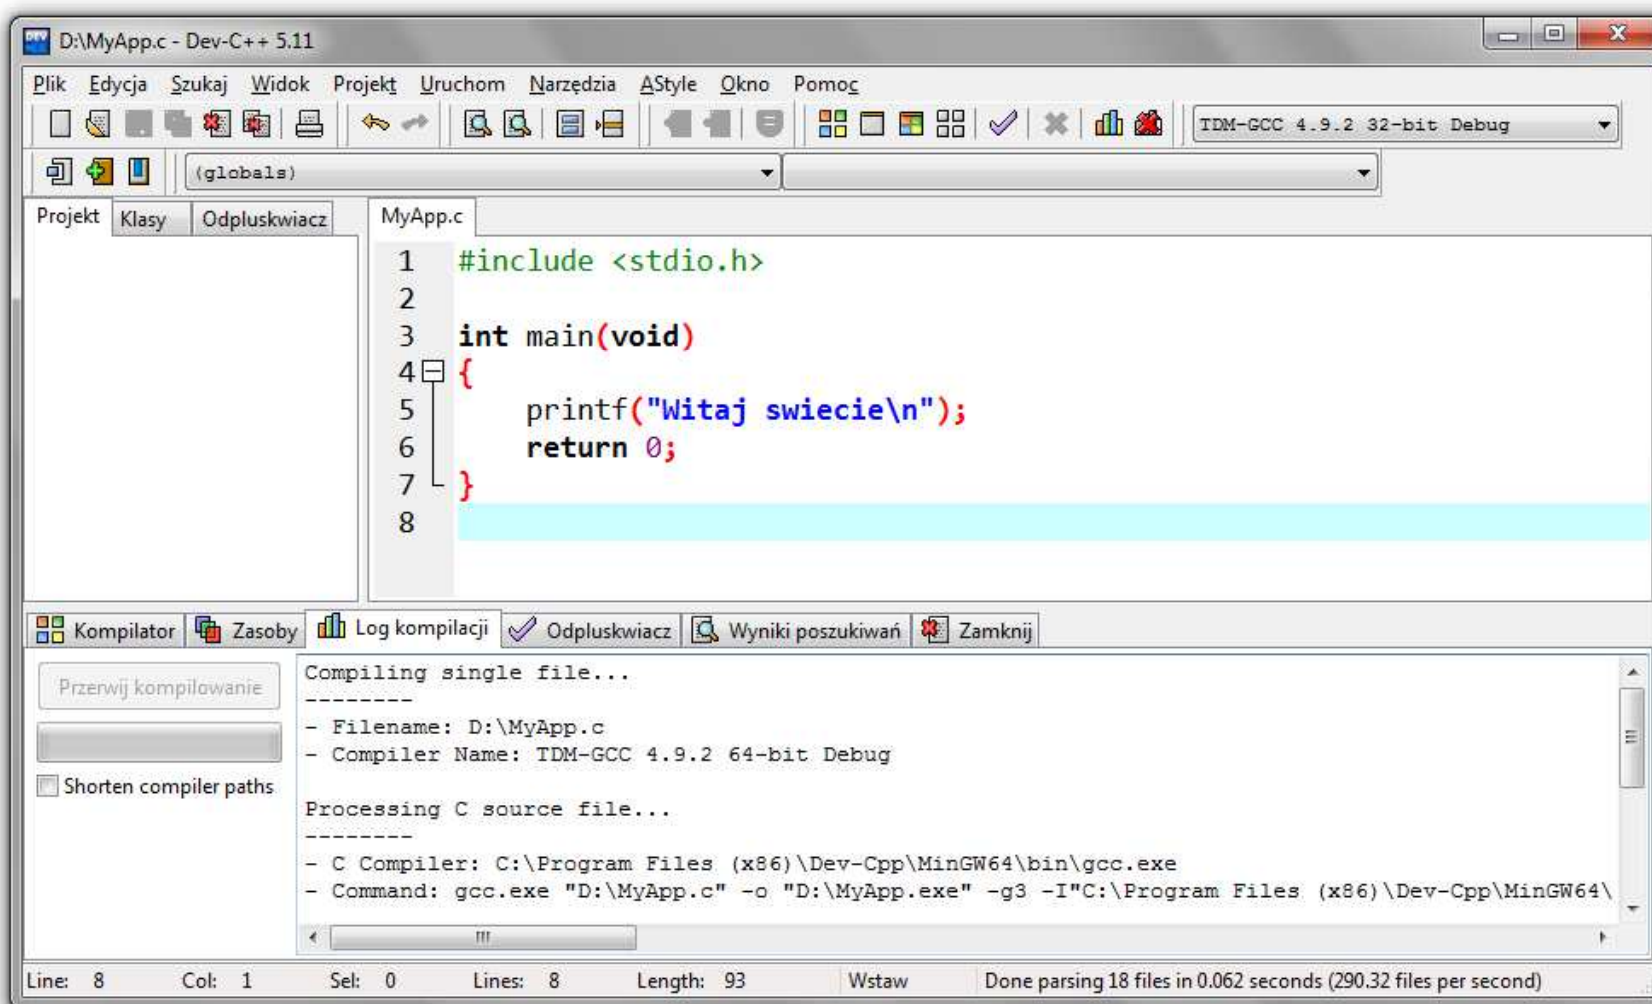 D:\MyApp.c - Dev-C++ 5.11
Plik Edycja Szukaj Widok Projekt Uruchom Narzędzia AStyle Okno Pomoc
TDM-GCC 4.9.2 32-bit Debug
(globals)
Projekt Klasy Odpluskwiacz MyApp.c
1 #include <stdio.h>
2
3 int main(void)
4 {
5 printf("Witaj swiecie\n");
6 return 0;
7 }
8
Kompilator Zasoby Log kompilacji Odpluskwiacz Wyniki poszukiwań Zamknij
Przerwij kompilowanie
Shorten compiler paths
Compiling single file...
--------
- Filename: D:\MyApp.c
- Compiler Name: TDM-GCC 4.9.2 64-bit Debug
Processing C source file...
--------
- C Compiler: C:\Program Files (x86)\Dev-Cpp\MinGW64\bin\gcc.exe
- Command: gcc.exe "D:\MyApp.c" -o "D:\MyApp.exe" -g3 -I"C:\Program Files (x86)\Dev-Cpp\MinGW64\
Line: 8 Col: 1 Sel: 0 Lines: 8 Length: 93 Wstaw Done parsing 18 files in 0.062 seconds (290.32 files per second)